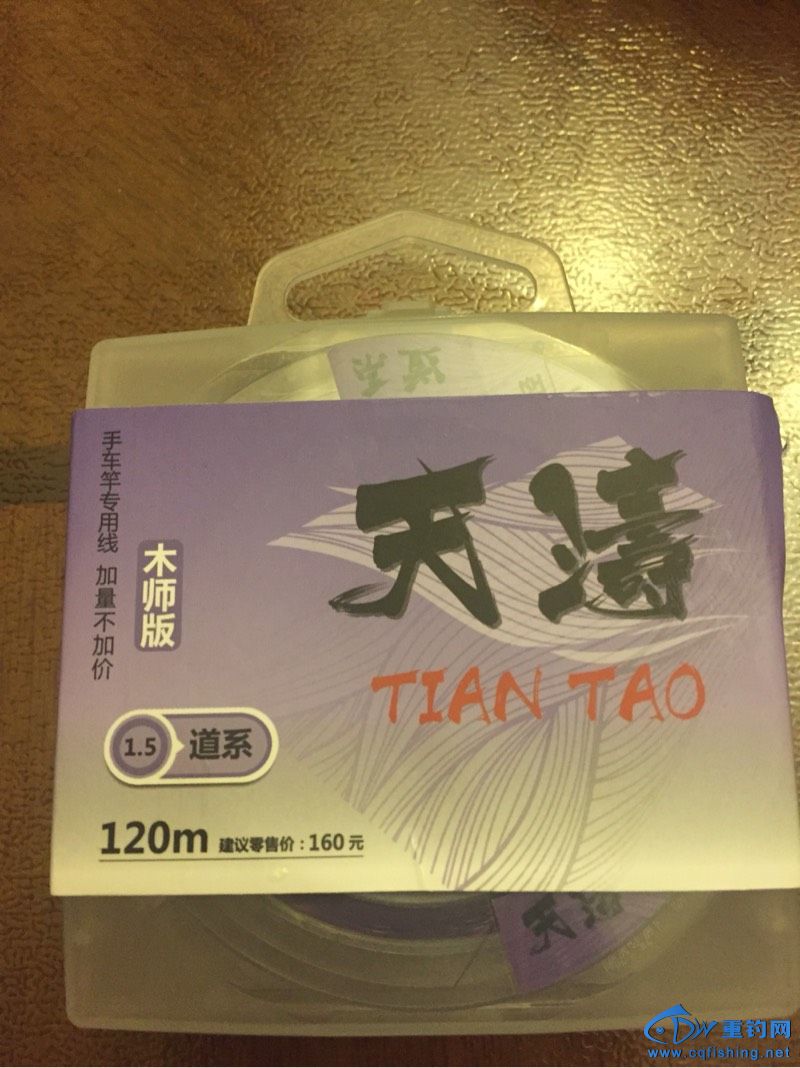 手车竿专用线 加量不加价
木师版
天涛
TIAN TAO
1.5 道系
120m 建议零售价：160元
天涛
重钓网
www.cqfishing.net